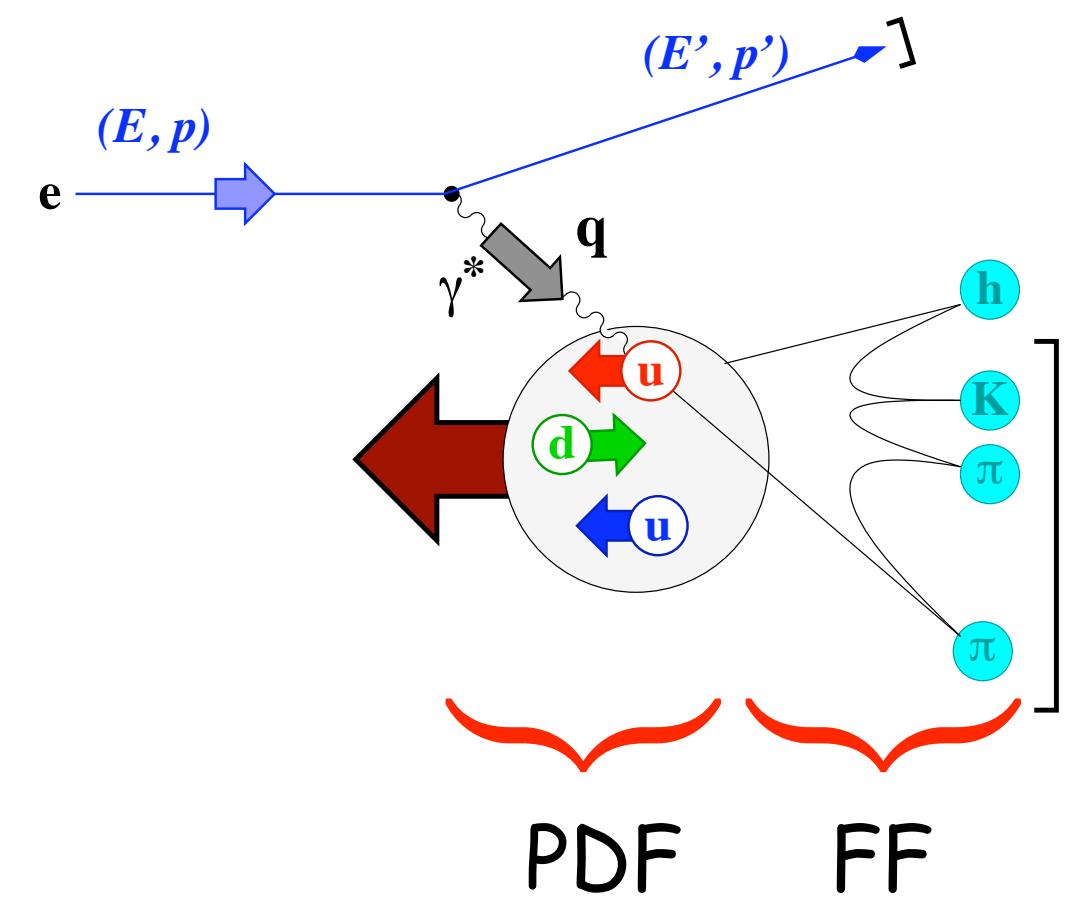 (E’, p’)
(E, p)
e
q
γ*
h
u
K
d
π
u
π
PDF FF